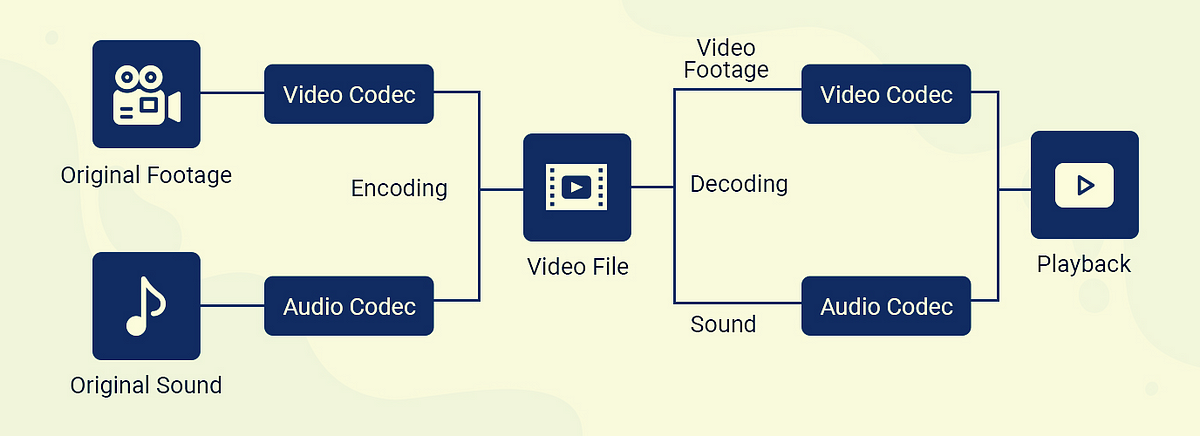 Original Footage
Video Codec
Encoding
Original Sound
Audio Codec
Video File
Video
Footage
Decoding
Sound
Video Codec
Audio Codec
Playback